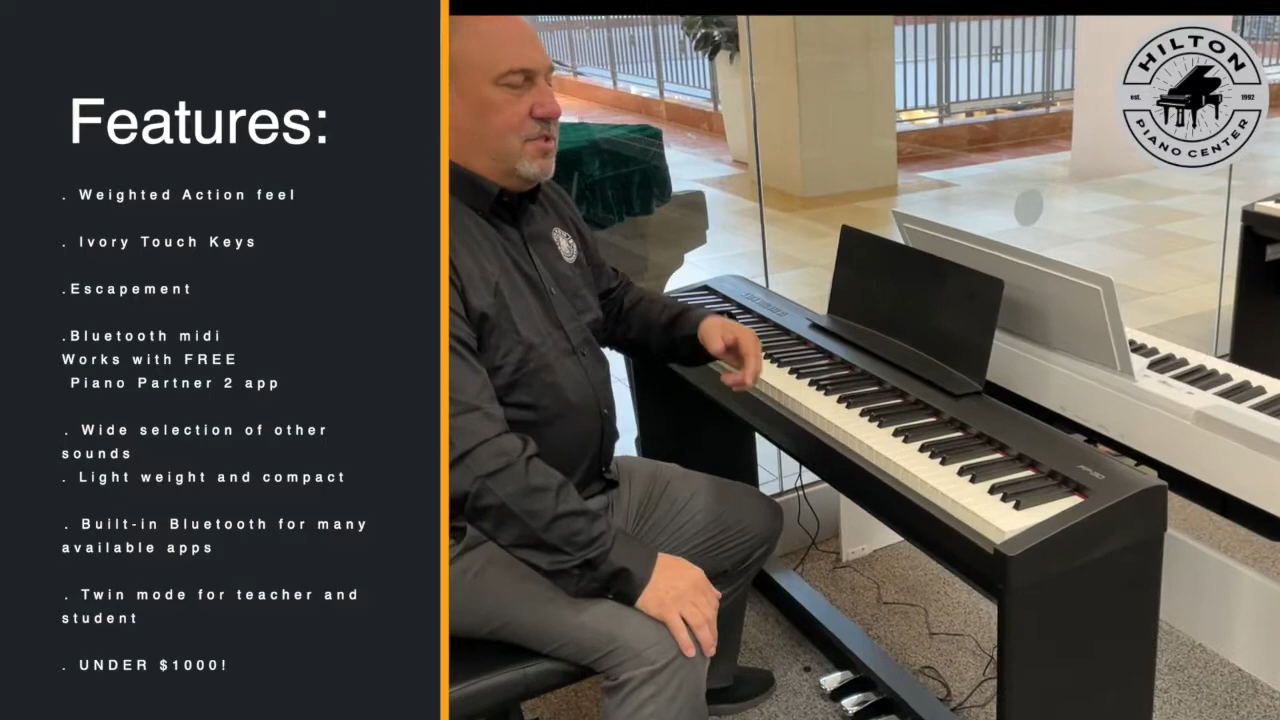 Features:
. Weighted Action feel
. Ivory Touch Keys
.Escapement
.Bluetooth midi
Works with FREE
Piano Partner 2 app
. Wide selection of other
sounds
. Light weight and compact
. Built-in Bluetooth for many
available apps
. Twin mode for teacher and
student
. UNDER $1000!
HILTON
est. 1992
PIANO CENTER